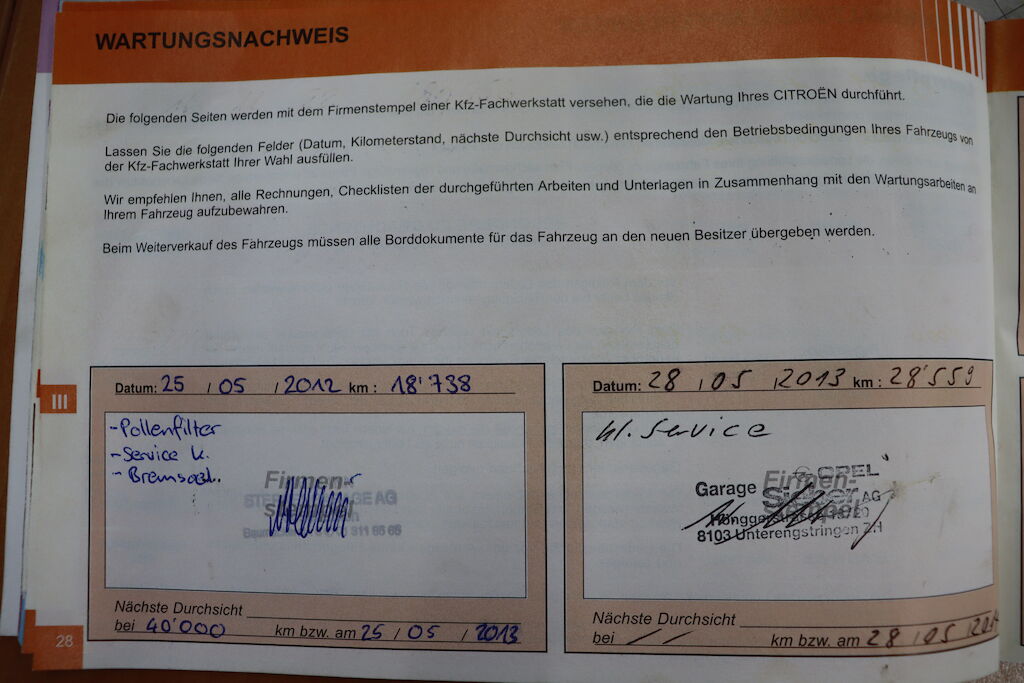 WARTUNGSNACHWEIS
Die folgenden Seiten werden mit dem Firmenstempel einer Kfz-Fachwerkstatt versehen, die die Wartung Ihres CITROËN durchführt.
Lassen Sie die folgenden Felder (Datum, Kilometerstand, nächste Durchsicht usw.) entsprechend den Betriebsbedingungen Ihres Fahrzeugs von
der Kfz-Fachwerkstatt Ihrer Wahl ausfüllen.
Wir empfehlen Ihnen, alle Rechnungen, Checklisten der durchgeführten Arbeiten und Unterlagen in Zusammenhang mit den Wartungsarbeiten an
Ihrem Fahrzeug aufzubewahren.
Beim Weiterverkauf des Fahrzeugs müssen alle Borddokumente für das Fahrzeug an den neuen Besitzer übergeben werden.
III
Datum: 25 / 05 / 2012 km : 18'738
-Pollenfilter
-Service k.
Firmen-
AG
Nächste Durchsicht
bei 40'000 km bzw. am 25 / 05 / 2013
Datum: 28 / 05 / 2013 km : 28'559
kl. Service
OPEL
Firmen-
Garage AG
Stempel
8103 Unterengstringen ZH
Nächste Durchsicht
bei / / km bzw. am 28 / 05 /
28